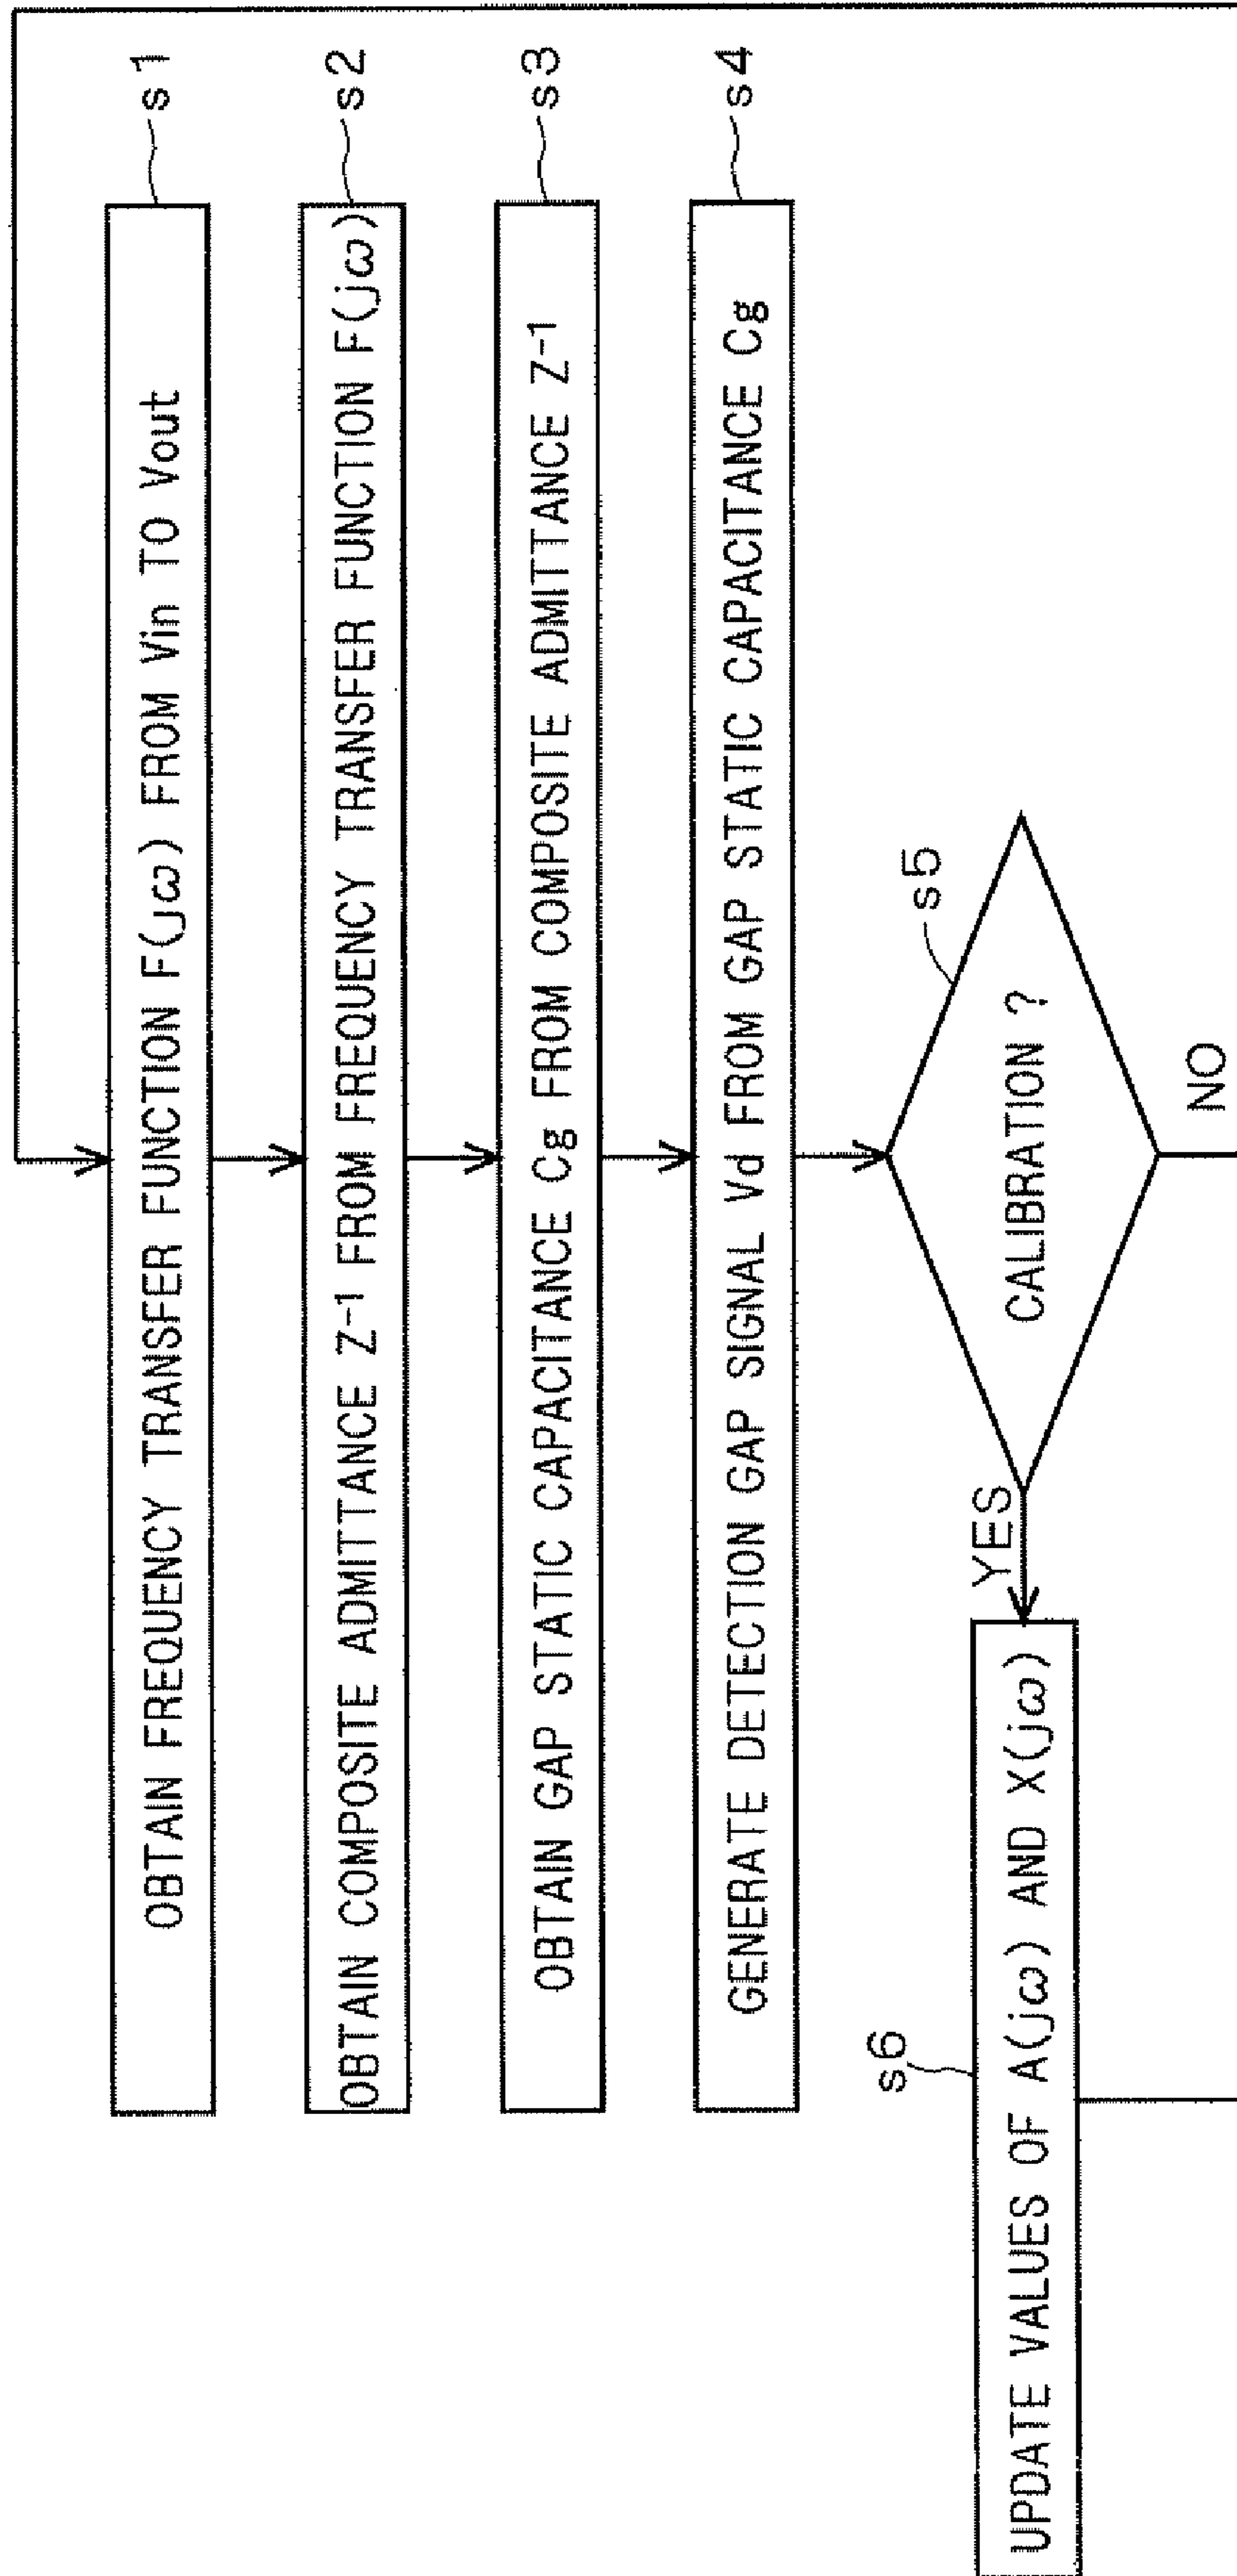 OBTAIN FREQUENCY TRANSFER FUNCTION F(jω) FROM Vin TO Vout
s1
OBTAIN COMPOSITE ADMITTANCE Z⁻¹ FROM FREQUENCY TRANSFER FUNCTION F(jω)
s2
OBTAIN GAP STATIC CAPACITANCE Cg FROM COMPOSITE ADMITTANCE Z⁻¹
s3
GENERATE DETECTION GAP SIGNAL Vd FROM GAP STATIC CAPACITANCE Cg
s4
s5
CALIBRATION ?
YES
NO
s6
UPDATE VALUES OF A(jω) AND X(jω)